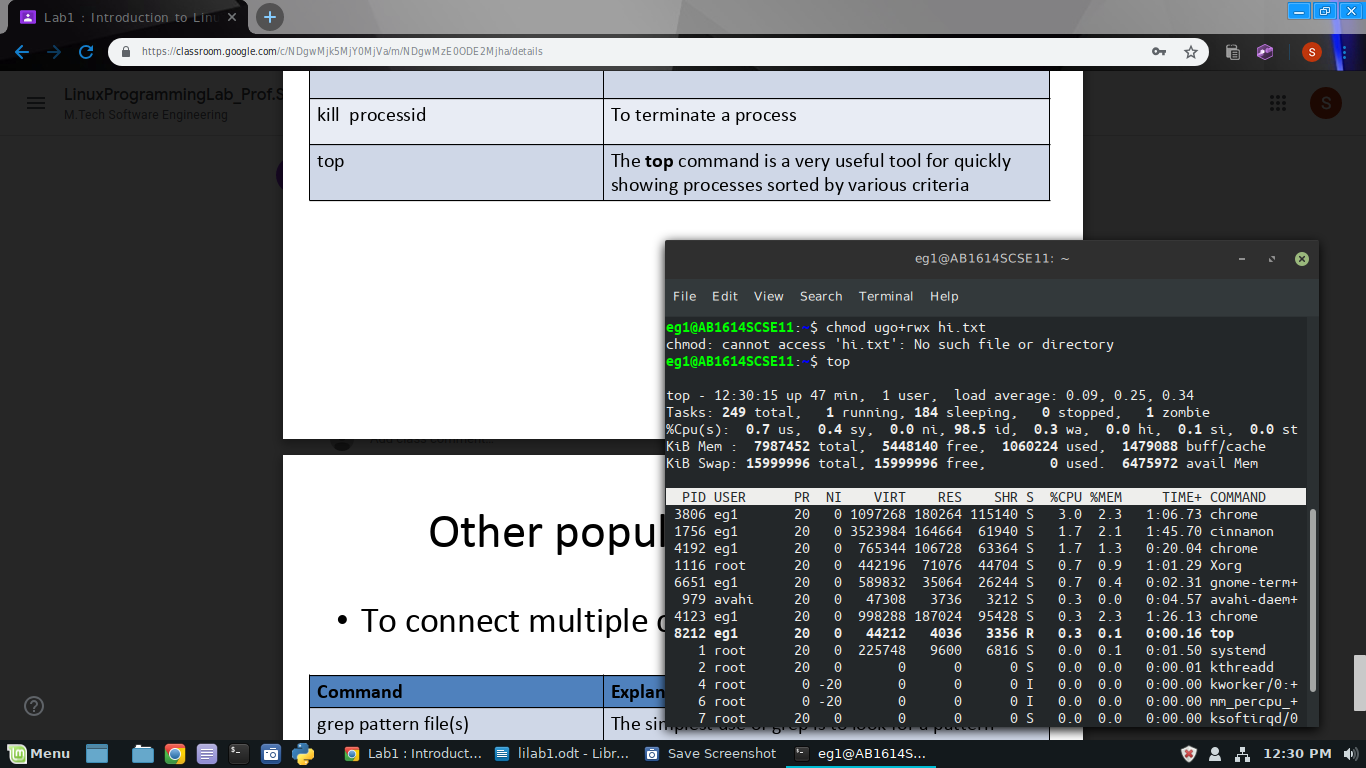 Lab1 : Introduction to Linu
https://classroom.google.com/c/NDgwMjk5MjY0MjVa/m/NDgwMzE0ODE2Mjha/details
S
LinuxProgrammingLab_Prof.S
M.Tech Software Engineering
S
kill processid
To terminate a process
top
The top command is a very useful tool for quickly
showing processes sorted by various criteria
Other popul
• To connect multiple c
Command
Explan
grep pattern file(s)
The simplest use of grep is to look for a pattern
eg1@AB1614SCSE11: ~
File Edit View Search Terminal Help
eg1@AB1614SCSE11:~$ chmod ugo+rwx hi.txt
chmod: cannot access 'hi.txt': No such file or directory
eg1@AB1614SCSE11:~$ top
top - 12:30:15 up 47 min, 1 user, load average: 0.09, 0.25, 0.34
Tasks: 249 total, 1 running, 184 sleeping, 0 stopped, 1 zombie
%Cpu(s): 0.7 us, 0.4 sy, 0.0 ni, 98.5 id, 0.3 wa, 0.0 hi, 0.1 si, 0.0 st
KiB Mem : 7987452 total, 5448140 free, 1060224 used, 1479088 buff/cache
KiB Swap: 15999996 total, 15999996 free, 0 used. 6475972 avail Mem
PID USER PR NI VIRT RES SHR S %CPU %MEM TIME+ COMMAND
3806 eg1 20 0 1097268 180264 115140 S 3.0 2.3 1:06.73 chrome
1756 eg1 20 0 3523984 164664 61940 S 1.7 2.1 1:45.70 cinnamon
4192 eg1 20 0 765344 106728 63364 S 1.7 1.3 0:20.04 chrome
1116 root 20 0 442196 71076 44704 S 0.7 0.9 1:01.29 Xorg
6651 eg1 20 0 589832 35064 26244 S 0.7 0.4 0:02.31 gnome-term+
979 avahi 20 0 47308 3736 3212 S 0.3 0.0 0:04.57 avahi-daem+
4123 eg1 20 0 998288 187024 95428 S 0.3 2.3 1:26.13 chrome
8212 eg1 20 0 44212 4036 3356 R 0.3 0.1 0:00.16 top
1 root 20 0 225748 9600 6816 S 0.0 0.1 0:01.50 systemd
2 root 20 0 0 0 0 S 0.0 0.0 0:00.01 kthreadd
4 root 0 -20 0 0 0 I 0.0 0.0 0:00.00 kworker/0:+
6 root 0 -20 0 0 0 I 0.0 0.0 0:00.00 mm_percpu_+
7 root 20 0 0 0 0 S 0.0 0.0 0:00.00 ksoftirqd/0
Menu
Lab1 : Introduct...
lilab1.odt - Libr...
Save Screenshot
eg1@AB1614S...
12:30 PM